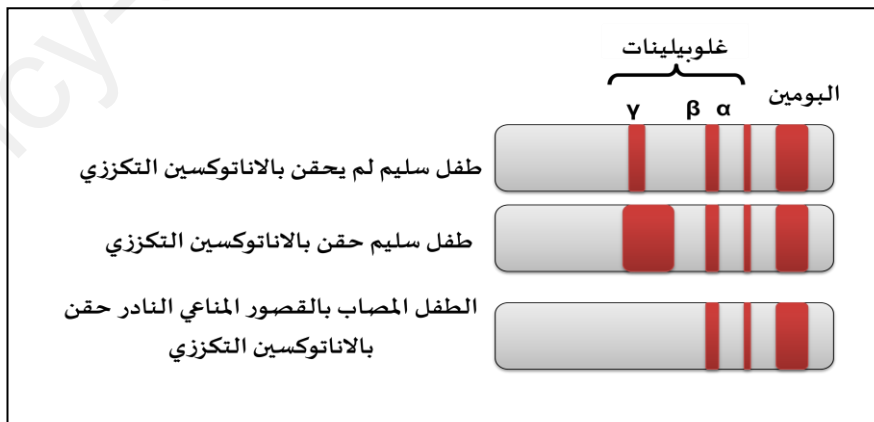 غلوبيلينات
البومين
γ β α
طفل سليم لم يحقن بالاناتوكسين التكززي
طفل سليم حقن بالاناتوكسين التكززي
الطفل المصاب بالقصور المناعي النادر حقن
بالاناتوكسين التكززي